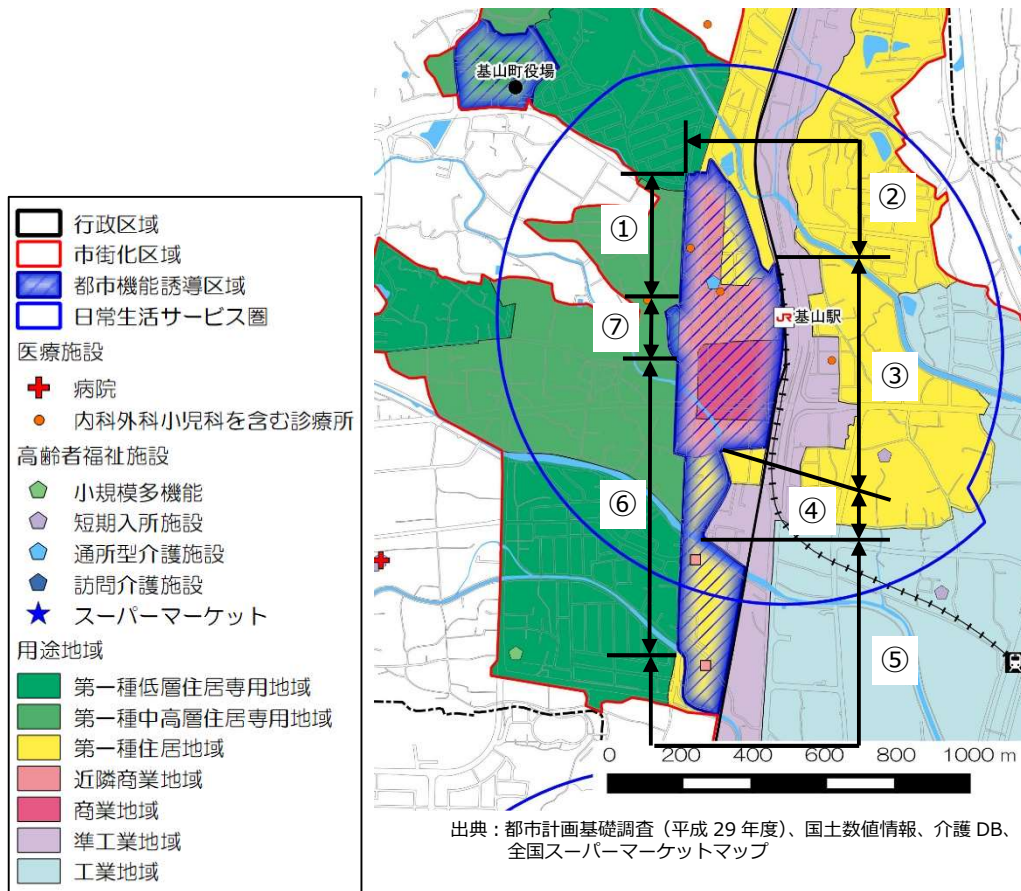 行政区域
市街化区域
都市機能誘導区域
日常生活サービス圏
医療施設
病院
内科外科小児科を含む診療所
高齢者福祉施設
小規模多機能
短期入所施設
通所型介護施設
訪問介護施設
スーパーマーケット
用途地域
第一種低層住居専用地域
第一種中高層住居専用地域
第一種住居地域
近隣商業地域
商業地域
準工業地域
工業地域
基山町役場
①
②
⑦
JR基山駅
③
⑥
④
⑤
0 200 400 600 800 1000 m
出典：都市計画基礎調査（平成 29 年度）、国土数値情報、介護 DB、
全国スーパーマーケットマップ